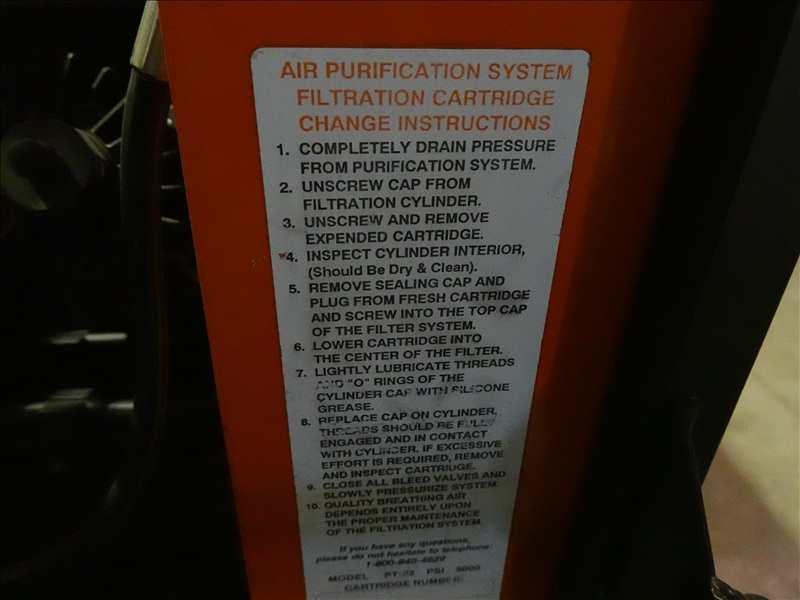 AIR PURIFICATION SYSTEM
FILTRATION CARTRIDGE
CHANGE INSTRUCTIONS
1. COMPLETELY DRAIN PRESSURE
FROM PURIFICATION SYSTEM.
2. UNSCREW CAP FROM
FILTRATION CYLINDER.
3. UNSCREW AND REMOVE
EXPENDED CARTRIDGE.
4. INSPECT CYLINDER INTERIOR,
(Should Be Dry & Clean).
5. REMOVE SEALING CAP AND
PLUG FROM FRESH CARTRIDGE
AND SCREW INTO THE TOP CAP
OF THE FILTER SYSTEM.
6. LOWER CARTRIDGE INTO
THE CENTER OF THE FILTER.
7. LIGHTLY LUBRICATE THREADS
AND "O" RINGS OF THE
CYLINDER CAP WITH SILICONE
GREASE.
8. REPLACE CAP ON CYLINDER,
THREADS SHOULD BE FULLY
ENGAGED AND IN CONTACT
WITH CYLINDER. IF EXCESSIVE
EFFORT IS REQUIRED, REMOVE
AND INSPECT CARTRIDGE.
9. CLOSE ALL BLEED VALVES AND
SLOWLY PRESSURIZE SYSTEM
10. QUALITY BREATHING AIR
DEPENDS ENTIRELY UPON
THE PROPER MAINTENANCE
OF THE FILTRATION SYSTEM
If you have any questions,
please do not hesitate to telephone.
MODEL PSI
CARTRIDGE NUMBER: